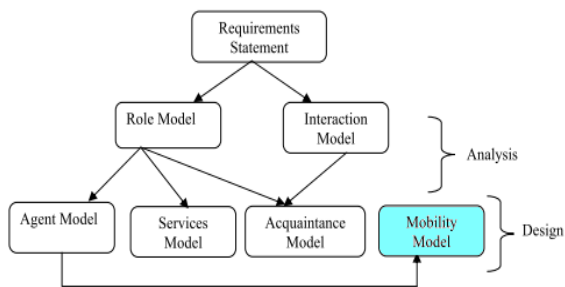 Requirements
Statement
Role Model
Interaction
Model
Analysis
Agent Model
Services
Model
Acquaintance
Model
Mobility
Model
Design